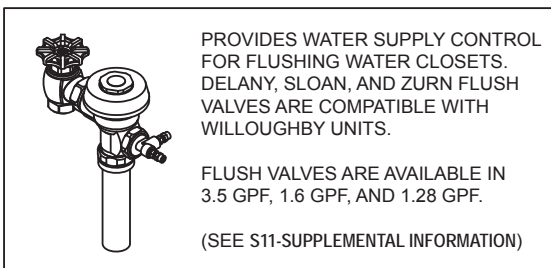 PROVIDES WATER SUPPLY CONTROL
FOR FLUSHING WATER CLOSETS.
DELANY, SLOAN, AND ZURN FLUSH
VALVES ARE COMPATIBLE WITH
WILLOUGHBY UNITS.
FLUSH VALVES ARE AVAILABLE IN
3.5 GPF, 1.6 GPF, AND 1.28 GPF.
(SEE S11-SUPPLEMENTAL INFORMATION)